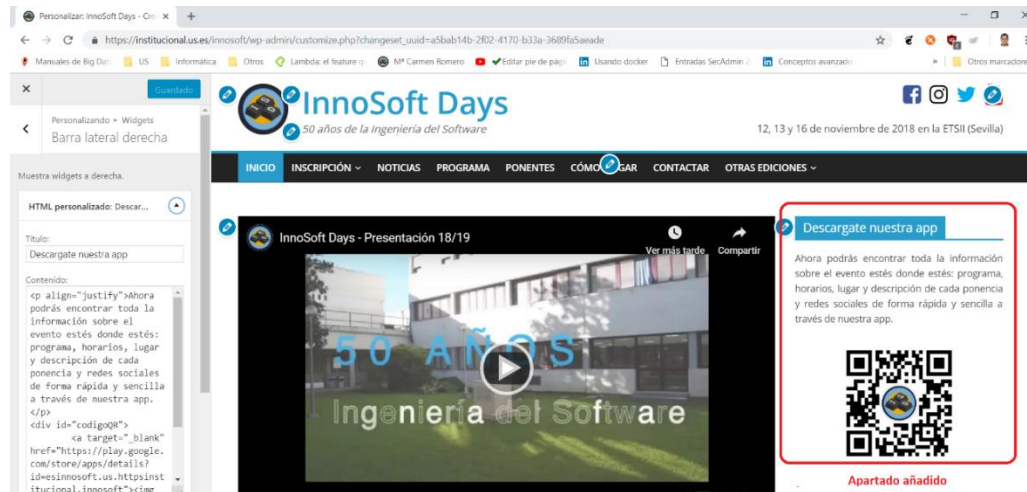 Personalizar: InnoSoft Days - Cre
https://institucional.us.es/innosoft/wp-admin/customize.php?changeset_uuid=a5bab14b-2f02-4170-b33a-3689fa5aeade
Manuales de Big Dat
US
Informática
Otros
Lambda: el feature q
Mª Carmen Romero
Editar pie de pági
Usando docker
Entradas SecAdmin 2
Conceptos avanzado
»
Otros marcadores
Guardado
Personalizando • Widgets
Barra lateral derecha
Muestra widgets a derecha.
HTML personalizado: Descar...
Título:
Descargate nuestra app
Contenido:
<p align="justify">Ahora
podrás encontrar toda la
información sobre el
evento estés donde estés:
programa, horarios, lugar
y descripción de cada
ponencia y redes sociales
de forma rápida y sencilla
a través de nuestra app.
</p>
<div id="codigoQR">
<a target="_blank"
href="https://play.google.
com/store/apps/details?
id=esinnosoft.us.httpsinst
itucional.innosoft"><img
InnoSoft Days
50 años de la Ingeniería del Software
12, 13 y 16 de noviembre de 2018 en la ETSII (Sevilla)
INICIO
INSCRIPCIÓN
NOTICIAS
PROGRAMA
PONENTES
CÓMO GAR
CONTACTAR
OTRAS EDICIONES
InnoSoft Days - Presentación 18/19
Ver más tarde
Compartir
50 AÑOS
Ingeniería del Software
Descargate nuestra app
Ahora podrás encontrar toda la información
sobre el evento estés donde estés: programa,
horarios, lugar y descripción de cada ponencia
y redes sociales de forma rápida y sencilla a
través de nuestra app.
Apartado añadido